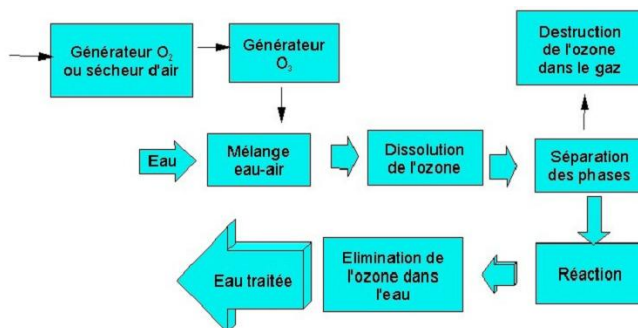 Générateur O₂
ou sécheur d'air
Générateur
O₃
Destruction
de l'ozone
dans le gaz
Eau
Mélange
eau-air
Dissolution
de l'ozone
Séparation
des phases
Réaction
Elimination de
l'ozone dans
l'eau
Eau traitée